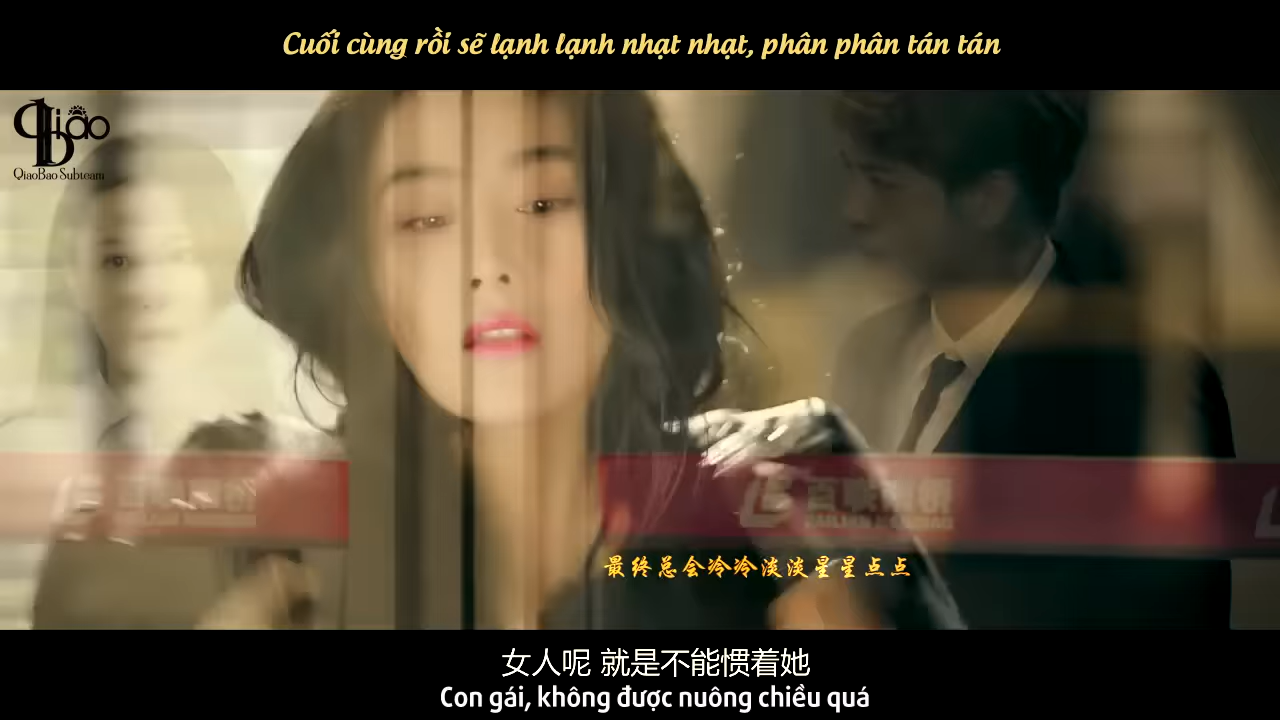 Cuối cùng rồi sẽ lạnh lạnh nhạt nhạt, phân phân tán tán
Qiao
QiaoBao Subteam
最终总会冷冷淡淡星星点点
女人呢 就是不能惯着她
Con gái, không được nuông chiều quá